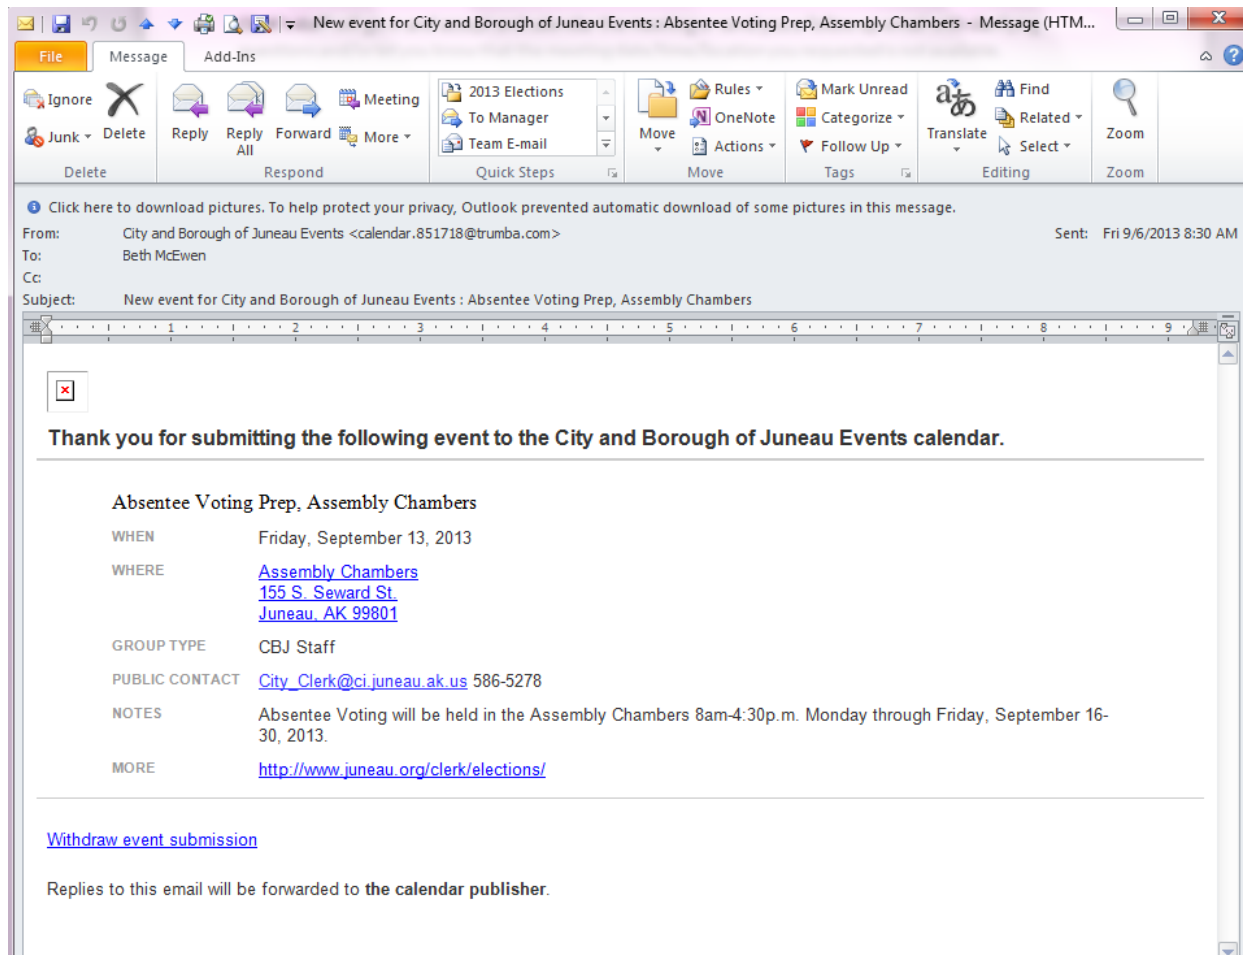 New event for City and Borough of Juneau Events : Absentee Voting Prep, Assembly Chambers - Message (HTM...
File Message Add-Ins
Ignore
Junk
Delete
Reply
Reply All
Forward
Meeting
More
2013 Elections
To Manager
Team E-mail
Move
Rules
OneNote
Actions
Mark Unread
Categorize
Follow Up
Translate
Find
Related
Select
Zoom
Delete Respond Quick Steps Move Tags Editing Zoom
Click here to download pictures. To help protect your privacy, Outlook prevented automatic download of some pictures in this message.
From: City and Borough of Juneau Events <calendar.851718@trumba.com> Sent: Fri 9/6/2013 8:30 AM
To: Beth McEwen
Cc:
Subject: New event for City and Borough of Juneau Events : Absentee Voting Prep, Assembly Chambers
1 2 3 4 5 6 7 8 9
Thank you for submitting the following event to the City and Borough of Juneau Events calendar.
Absentee Voting Prep, Assembly Chambers
WHEN Friday, September 13, 2013
WHERE Assembly Chambers
155 S. Seward St.
Juneau, AK 99801
GROUP TYPE CBJ Staff
PUBLIC CONTACT City_Clerk@ci.juneau.ak.us 586-5278
NOTES Absentee Voting will be held in the Assembly Chambers 8am-4:30p.m. Monday through Friday, September 16-
30, 2013.
MORE http://www.juneau.org/clerk/elections/
Withdraw event submission
Replies to this email will be forwarded to the calendar publisher.